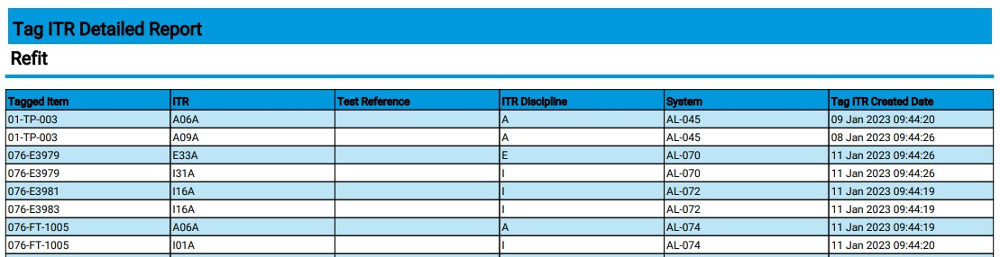 Tag ITR Detailed Report
Refit
Tagged Item ITR Test Reference ITR Discipline System Tag ITR Created Date
01-TP-003 A06A A AL-045 09 Jan 2023 09:44:20
01-TP-003 A09A A AL-045 08 Jan 2023 09:44:26
076-E3979 E33A E AL-070 11 Jan 2023 09:44:26
076-E3979 I31A I AL-070 11 Jan 2023 09:44:26
076-E3981 I16A I AL-072 11 Jan 2023 09:44:19
076-E3983 I16A I AL-072 11 Jan 2023 09:44:19
076-FT-1005 A06A A AL-074 11 Jan 2023 09:44:19
076-FT-1005 I01A I AL-074 11 Jan 2023 09:44:20